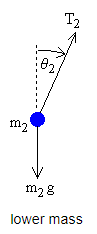 T₂
θ₂
m₂
m₂ g
lower mass